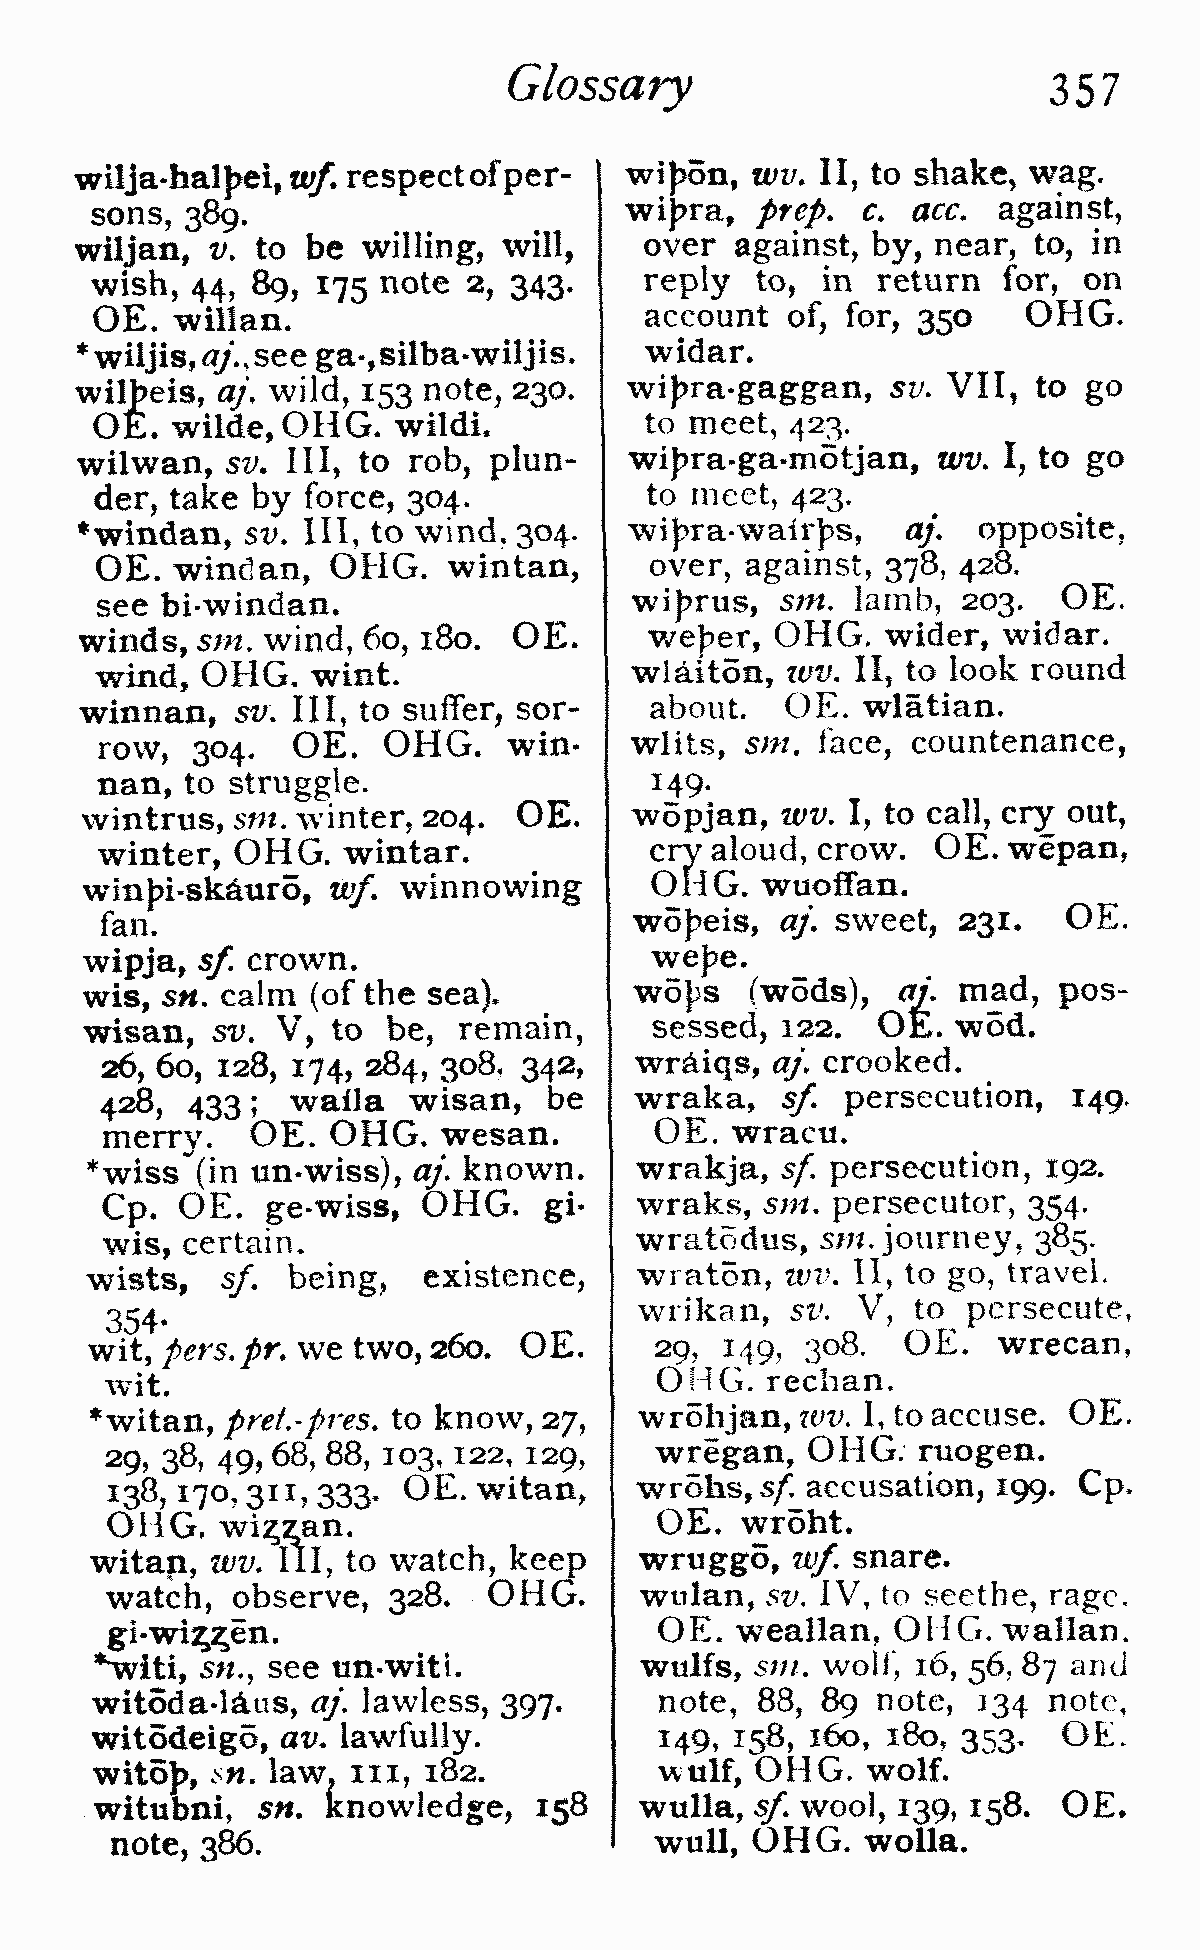 Glossary 357
wilja-halþei, wf. respect of per-
sons, 389.
wiljan, v. to be willing, will,
wish, 44, 89, 175 note 2, 343.
OE. willan.
*wiljis, aj., see ga-, silba-wiljis.
wilþeis, aj. wild, 153 note, 230.
OE. wilde, OHG. wildi.
wilwan, sv. III, to rob, plun-
der, take by force, 304.
*windan, sv. III, to wind, 304.
OE. windan, OHG. wintan,
see bi-windan.
winds, sm. wind, 60, 180. OE.
wind, OHG. wint.
winnan, sv. III, to suffer, sor-
row, 304. OE. OHG. win-
nan, to struggle.
wintrus, sm. winter, 204. OE.
winter, OHG. wintar.
winþi-skáurō, wf. winnowing
fan.
wipja, sf. crown.
wis, sn. calm (of the sea).
wisan, sv. V, to be, remain,
26, 60, 128, 174, 284, 308, 342,
428, 433; waíla wisan, be
merry. OE. OHG. wesan.
*wiss (in un-wiss), aj. known.
Cp. OE. ge-wiss, OHG. gi-
wis, certain.
wists, sf. being, existence,
354.
wit, pers. pr. we two, 260. OE.
wit.
*witan, pret.-pres. to know, 27,
29, 38, 49, 68, 88, 103, 122, 129,
138, 170, 311, 333. OE. witan,
OHG. wiȥȥan.
witan, wv. III, to watch, keep
watch, observe, 328. OHG.
gi-wiȥȥēn.
*witi, sn., see un-witi.
witōda-láus, aj. lawless, 397.
witōdeigō, av. lawfully.
witōþ, sn. law, 111, 182.
witubni, sn. knowledge, 158
note, 386.
wiþōn, wv. II, to shake, wag.
wiþra, prep. c. acc. against,
over against, by, near, to, in
reply to, in return for, on
account of, for, 350 OHG.
widar.
wiþra-gaggan, sv. VII, to go
to meet, 423.
wiþra-ga-mōtjan, wv. I, to go
to meet, 423.
wiþra-waírþs, aj. opposite,
over, against, 378, 428.
wiþrus, sm. lamb, 203. OE.
weþer, OHG. wider, widar.
wláitōn, wv. II, to look round
about. OE. wlātian.
wlits, sm. face, countenance,
149.
wōpjan, wv. I, to call, cry out,
cry aloud, crow. OE. wēpan,
OHG. wuoffan.
wōþeis, aj. sweet, 231. OE.
weþe.
wōþs (wōds), aj. mad, pos-
sessed, 122. OE. wōd.
wráiqs, aj. crooked.
wraka, sf. persecution, 149.
OE. wracu.
wrakja, sf. persecution, 192.
wraks, sm. persecutor, 354.
wratōdus, sm. journey, 385.
wratōn, wv. II, to go, travel.
wrikan, sv. V, to persecute,
29, 149, 308. OE. wrecan,
OHG. rechan.
wrōhjan, wv. I, to accuse. OE.
wrēgan, OHG. ruogen.
wrōhs, sf. accusation, 199. Cp.
OE. wrōht.
wruggō, wf. snare.
wulan, sv. IV, to seethe, rage.
OE. weallan, OHG. wallan.
wulfs, sm. wolf, 16, 56, 87 and
note, 88, 89 note, 134 note,
149, 158, 160, 180, 353. OE.
wulf, OHG. wolf.
wulla, sf. wool, 139, 158. OE.
wull, OHG. wolla.